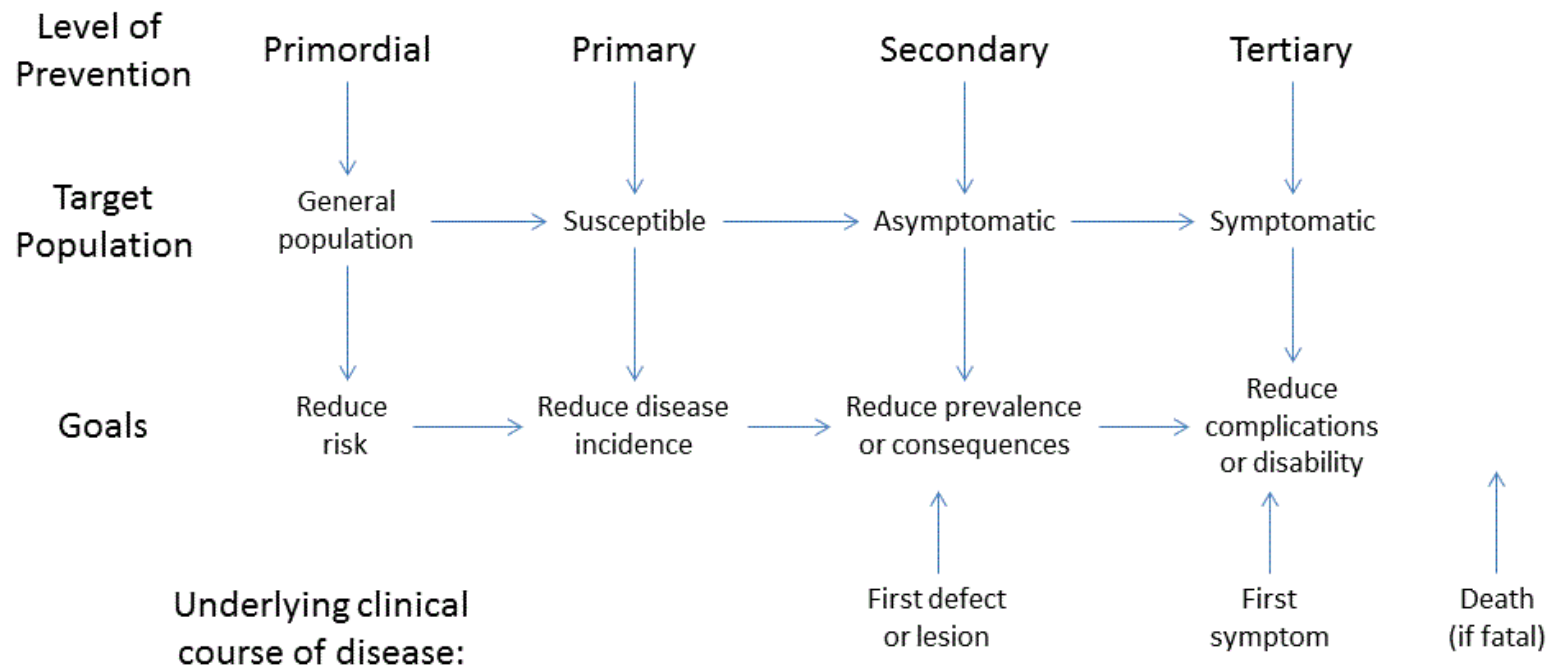 Level of
Prevention
Primordial
Primary
Secondary
Tertiary
Target
Population
General
population
Susceptible
Asymptomatic
Symptomatic
Goals
Reduce
risk
Reduce disease
incidence
Reduce prevalence
or consequences
Reduce
complications
or disability
Underlying clinical
course of disease:
First defect
or lesion
First
symptom
Death
(if fatal)